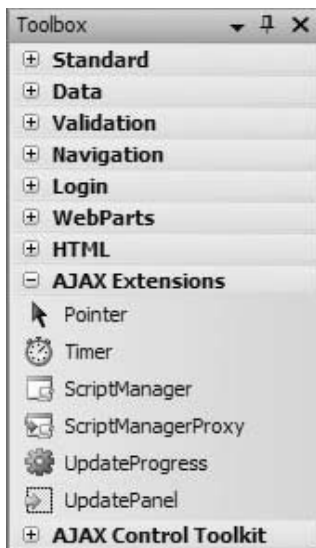 Toolbox
Standard
Data
Validation
Navigation
Login
WebParts
HTML
AJAX Extensions
Pointer
Timer
ScriptManager
ScriptManagerProxy
UpdateProgress
UpdatePanel
AJAX Control Toolkit